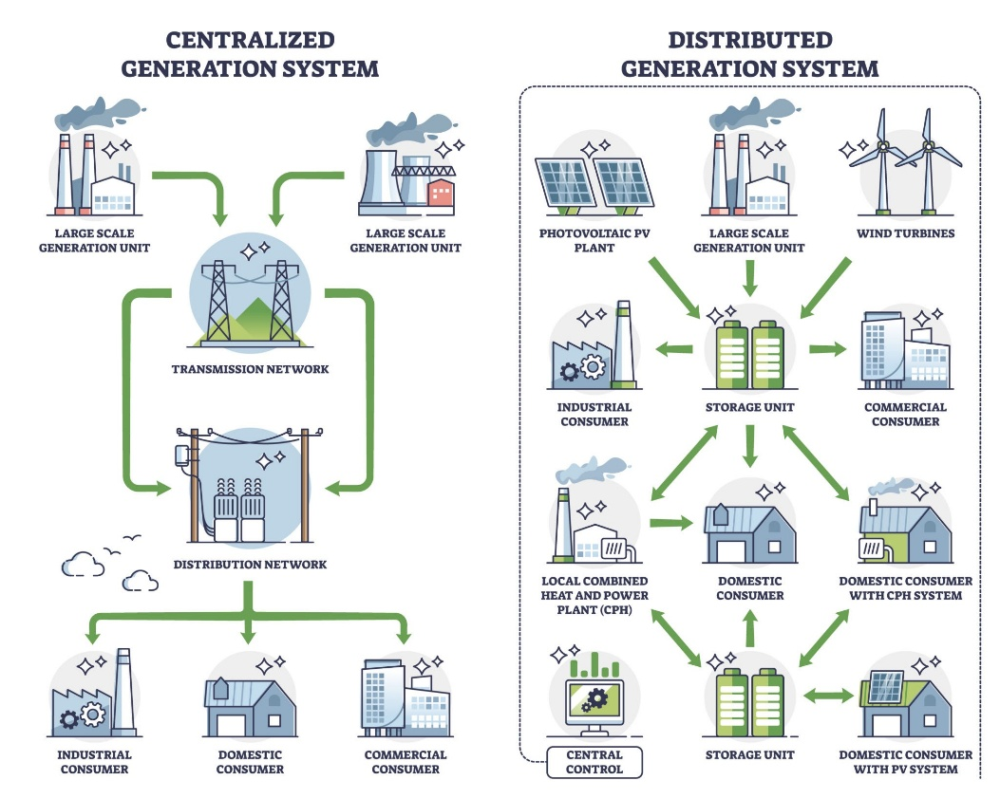 CENTRALIZED
GENERATION SYSTEM
LARGE SCALE
GENERATION UNIT
LARGE SCALE
GENERATION UNIT
TRANSMISSION NETWORK
DISTRIBUTION NETWORK
INDUSTRIAL
CONSUMER
DOMESTIC
CONSUMER
COMMERCIAL
CONSUMER
DISTRIBUTED
GENERATION SYSTEM
PHOTOVOLTAIC PV
PLANT
LARGE SCALE
GENERATION UNIT
WIND TURBINES
INDUSTRIAL
CONSUMER
STORAGE UNIT
COMMERCIAL
CONSUMER
LOCAL COMBINED
HEAT AND POWER
PLANT (CPH)
DOMESTIC
CONSUMER
DOMESTIC CONSUMER
WITH CPH SYSTEM
CENTRAL
CONTROL
STORAGE UNIT
DOMESTIC CONSUMER
WITH PV SYSTEM